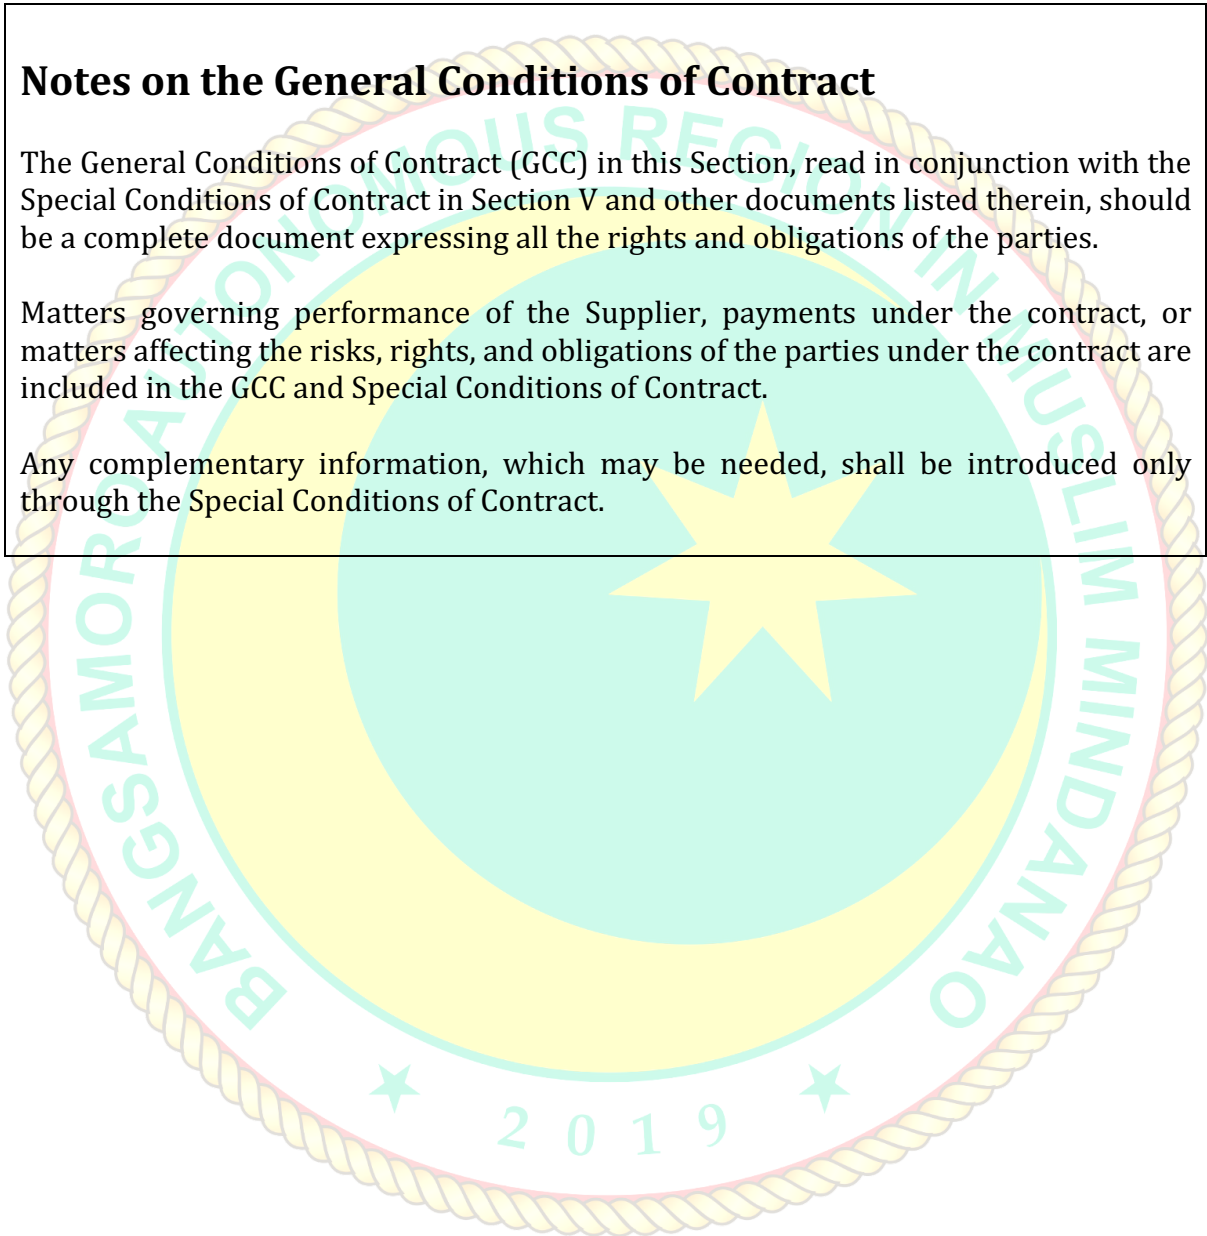 Notes on the General Conditions of Contract
The General Conditions of Contract (GCC) in this Section, read in conjunction with the
Special Conditions of Contract in Section V and other documents listed therein, should
be a complete document expressing all the rights and obligations of the parties.
Matters governing performance of the Supplier, payments under the contract, or
matters affecting the risks, rights, and obligations of the parties under the contract are
included in the GCC and Special Conditions of Contract.
Any complementary information, which may be needed, shall be introduced only
through the Special Conditions of Contract.
BANGSAMORO AUTONOMOUS REGION IN MUSLIM MINDANAO
2019